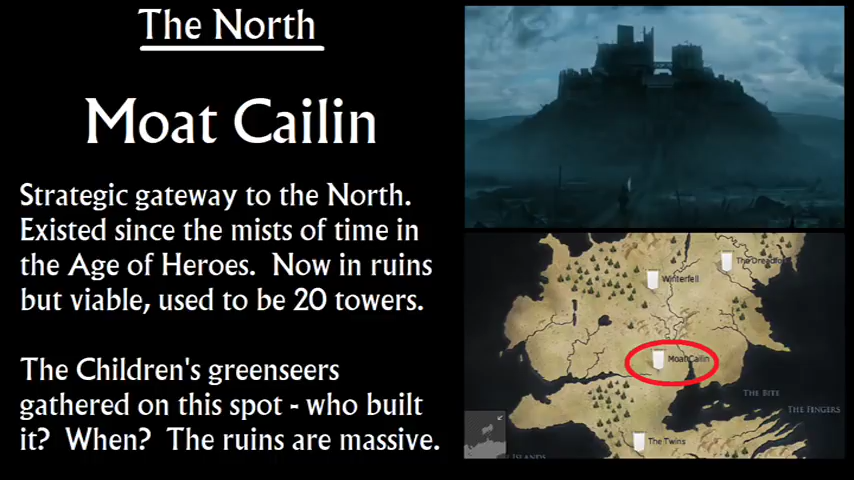 The North
Moat Cailin
Strategic gateway to the North.
Existed since the mists of time in
the Age of Heroes.  Now in ruins
but viable, used to be 20 towers.
The Children's greenseers
gathered on this spot - who built
it?  When?  The ruins are massive.
The Dreadfort
Winterfell
Moat Cailin
THE BITE
THE FINGERS
The Twins
ISLANDS